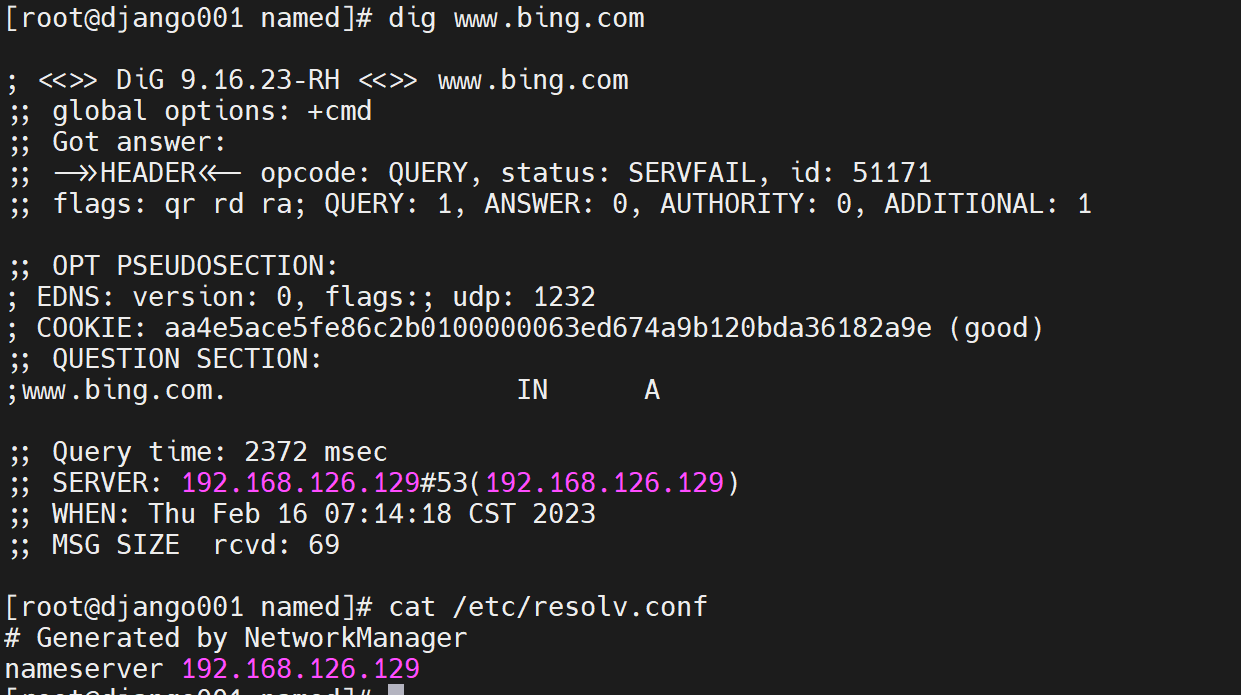 [root@django001 named]# dig www.bing.com
; <<>> DiG 9.16.23-RH <<>> www.bing.com
;; global options: +cmd
;; Got answer:
;; ->>HEADER<<- opcode: QUERY, status: SERVFAIL, id: 51171
;; flags: qr rd ra; QUERY: 1, ANSWER: 0, AUTHORITY: 0, ADDITIONAL: 1
;; OPT PSEUDOSECTION:
; EDNS: version: 0, flags:; udp: 1232
; COOKIE: aa4e5ace5fe86c2b0100000063ed674a9b120bda36182a9e (good)
;; QUESTION SECTION:
;www.bing.com. IN A
;; Query time: 2372 msec
;; SERVER: 192.168.126.129#53(192.168.126.129)
;; WHEN: Thu Feb 16 07:14:18 CST 2023
;; MSG SIZE rcvd: 69
[root@django001 named]# cat /etc/resolv.conf
# Generated by NetworkManager
nameserver 192.168.126.129
[root@django001 named]#